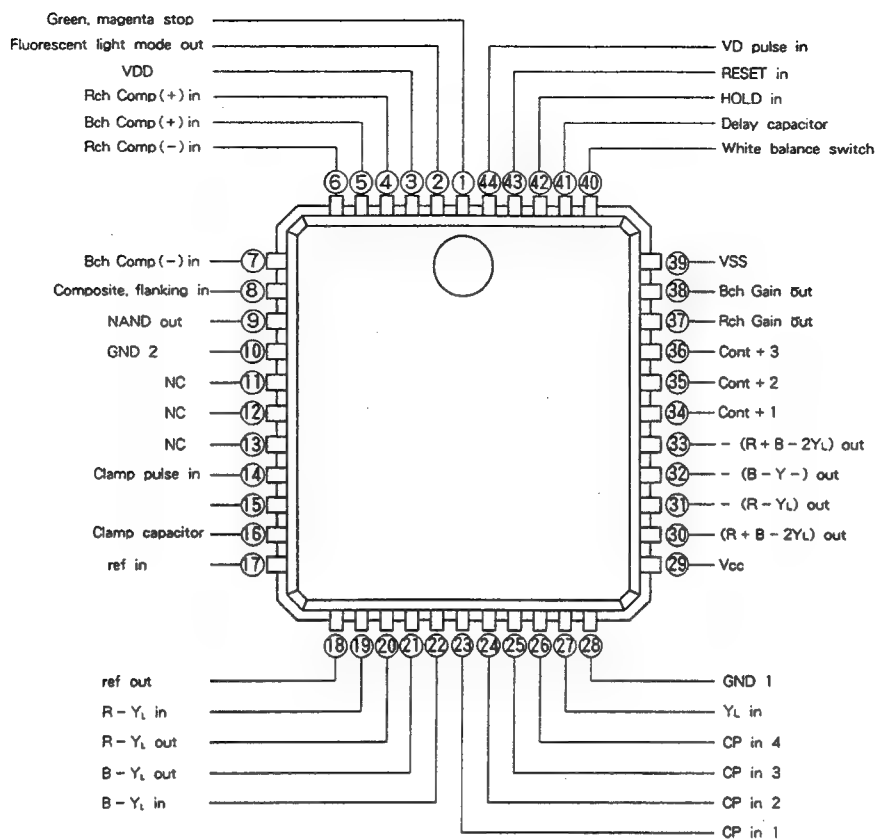 Green, magenta stop
Fluorescent light mode out
VDD
Rch Comp (+) in
Bch Comp (+) in
Rch Comp (−) in
VD pulse in
RESET in
HOLD in
Delay capacitor
White balance switch
6 5 4 3 2 1 44 43 42 41 40
Bch Comp (−) in 7
Composite, flanking in 8
NAND out 9
GND 2 10
NC 11
NC 12
NC 13
Clamp pulse in 14
15
Clamp capacitor 16
ref in 17
39 VSS
38 Bch Gain out
37 Rch Gain out
36 Cont + 3
35 Cont + 2
34 Cont + 1
33 − (R + B − 2YL) out
32 − (B − Y −) out
31 − (R − YL) out
30 (R + B − 2YL) out
29 Vcc
18 19 20 21 22 23 24 25 26 27 28
ref out
R − YL in
R − YL out
B − YL out
B − YL in
GND 1
YL in
CP in 4
CP in 3
CP in 2
CP in 1